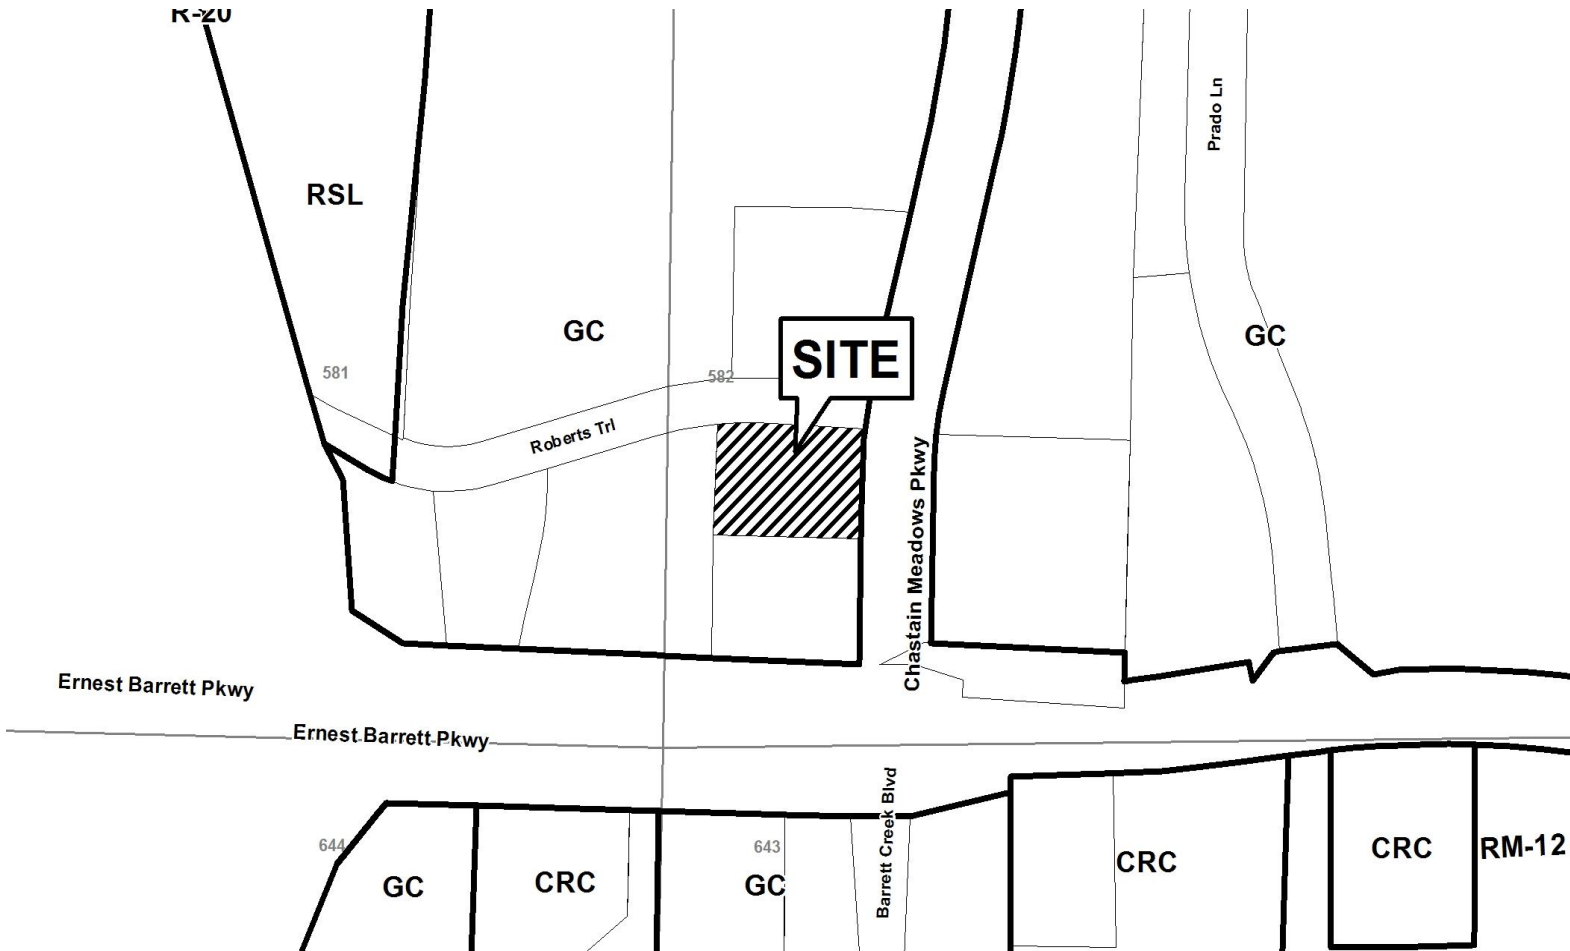 R-20
Prado Ln
RSL
GC
GC
SITE
581
582
Roberts Trl
Chastain Meadows Pkwy
Ernest Barrett Pkwy
Ernest Barrett Pkwy
Barrett Creek Blvd
644
643
GC
CRC
GC
CRC
CRC
RM-12